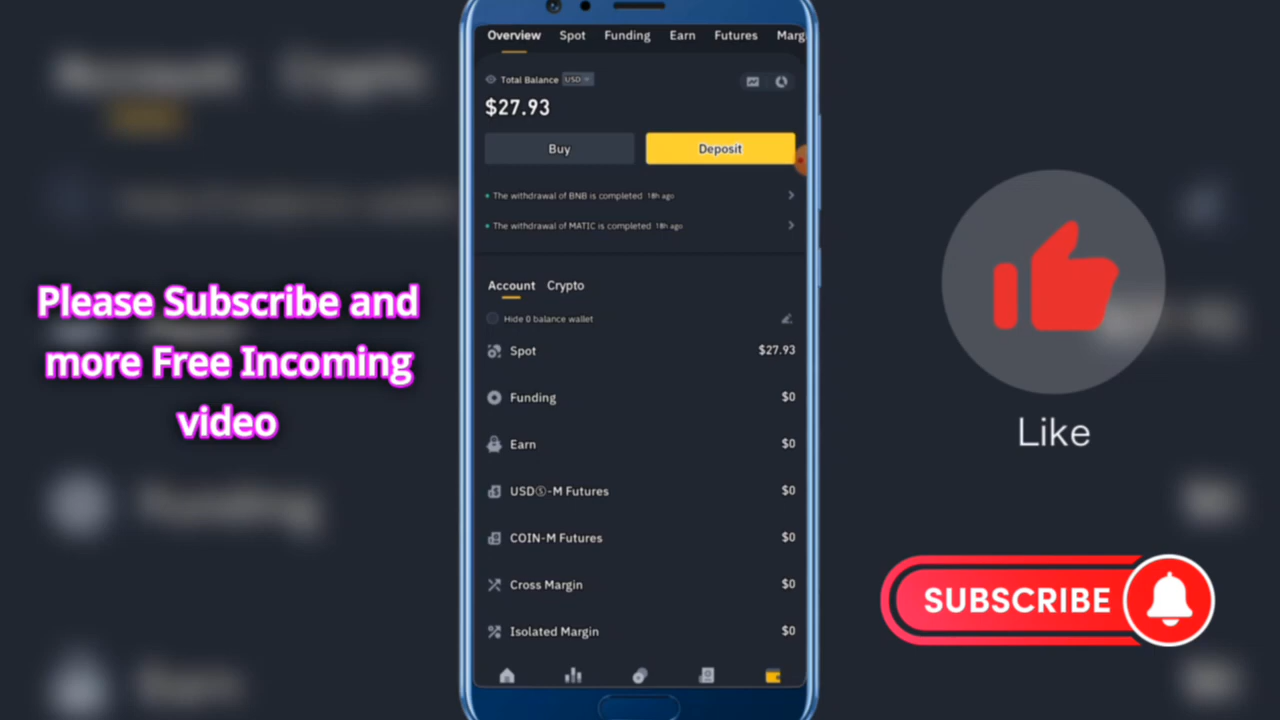 Overview Spot Funding Earn Futures Marg
Total Balance USD
$27.93
Buy Deposit
The withdrawal of BNB is completed 18h ago
The withdrawal of MATIC is completed 18h ago
Account Crypto
Hide 0 balance wallet
Spot $27.93
Funding $0
Earn $0
USDⓈ-M Futures $0
COIN-M Futures $0
Cross Margin $0
Isolated Margin $0
Please Subscribe and
more Free Incoming
video
Like
SUBSCRIBE